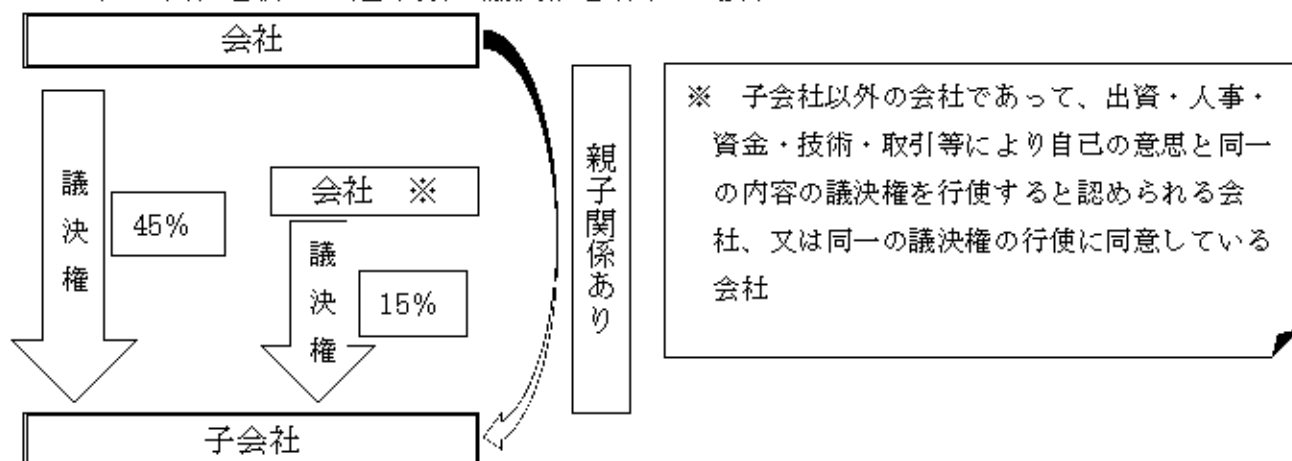 会社
議決権
45%
会社 ※
議決権
15%
親子関係あり
※ 子会社以外の会社であって、出資・人事・
資金・技術・取引等により自己の意思と同一
の内容の議決権を行使すると認められる会
社、又は同一の議決権の行使に同意している
会社
子会社